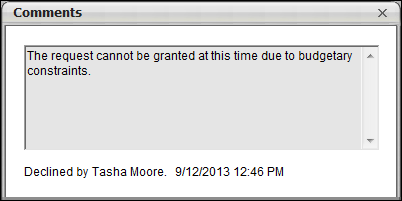 Comments
The request cannot be granted at this time due to budgetary
constraints.
Declined by Tasha Moore.  9/12/2013 12:46 PM